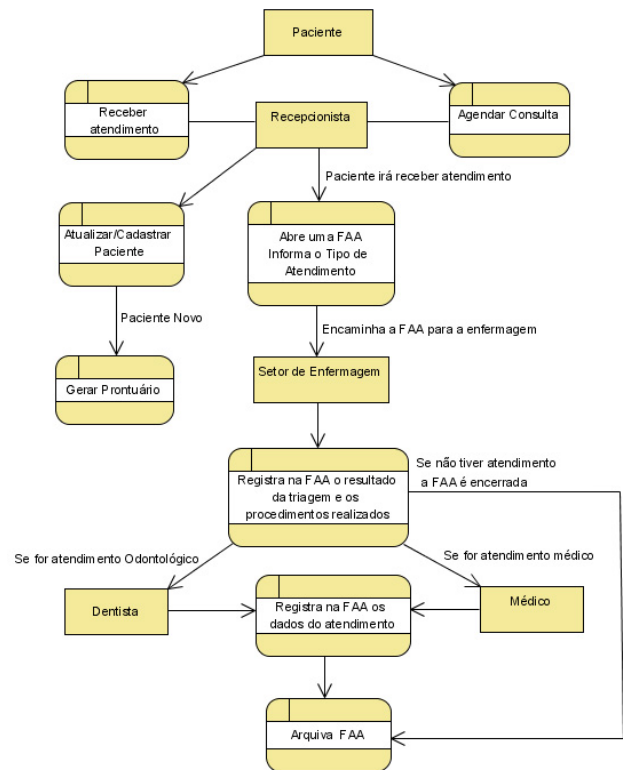 Paciente
Receber
atendimento
Recepcionista
Agendar Consulta
Paciente irá receber atendimento
Atualizar/Cadastrar
Paciente
Abre uma FAA
Informa o Tipo de
Atendimento
Paciente Novo
Encaminha a FAA para a enfermagem
Gerar Prontuário
Setor de Enfermagem
Se não tiver atendimento
a FAA é encerrada
Registra na FAA o resultado
da triagem e os
procedimentos realizados
Se for atendimento Odontológico
Se for atendimento médico
Dentista
Registra na FAA os
dados do atendimento
Médico
Arquiva FAA